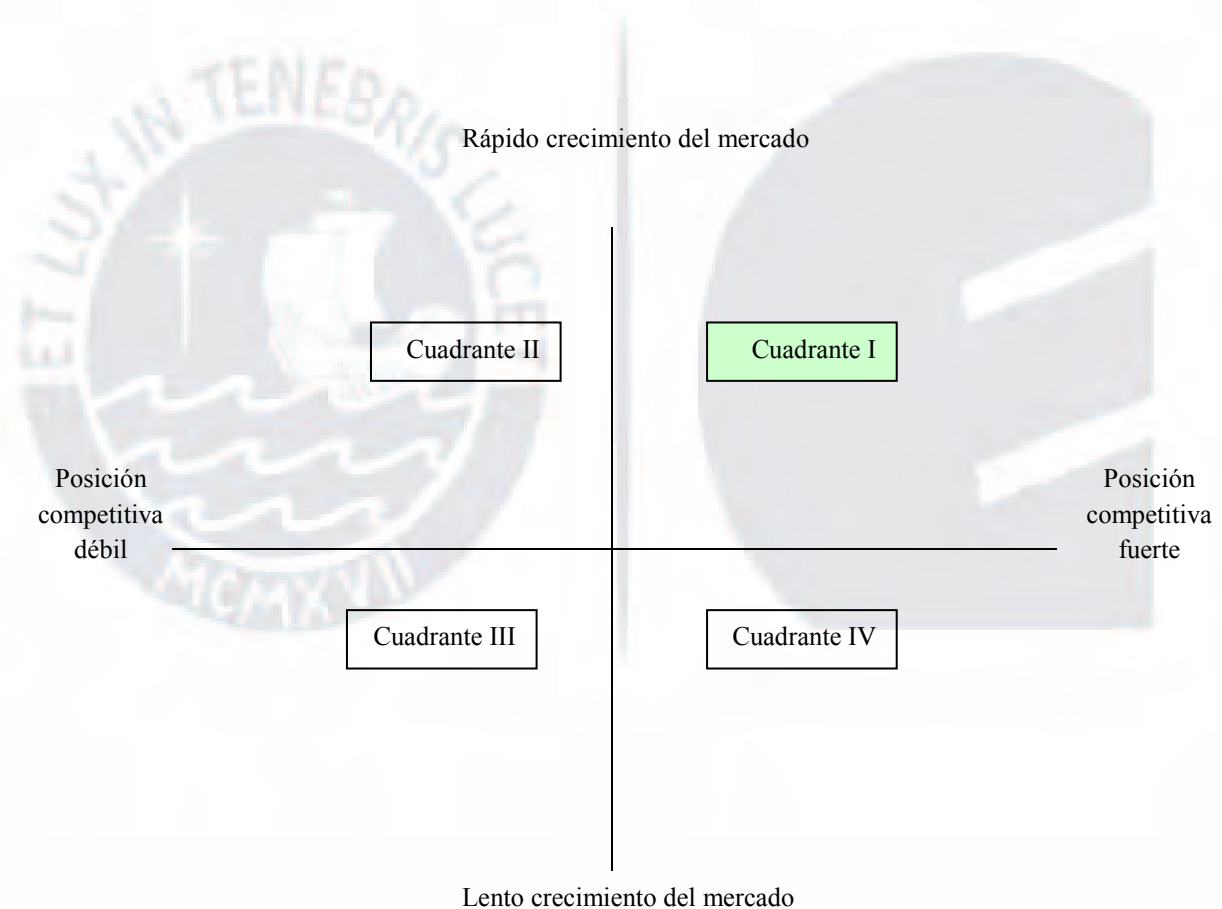 ET LUX IN TENEBRIS LUCET
Rápido crecimiento del mercado
Cuadrante II
Cuadrante I
Posición
competitiva
débil
Posición
competitiva
fuerte
MCMXVII
Cuadrante III
Cuadrante IV
Lento crecimiento del mercado